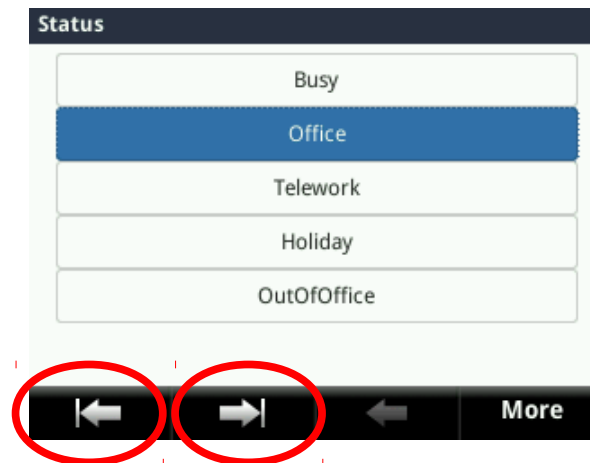 Status
Busy
Office
Telework
Holiday
OutOfOffice
More